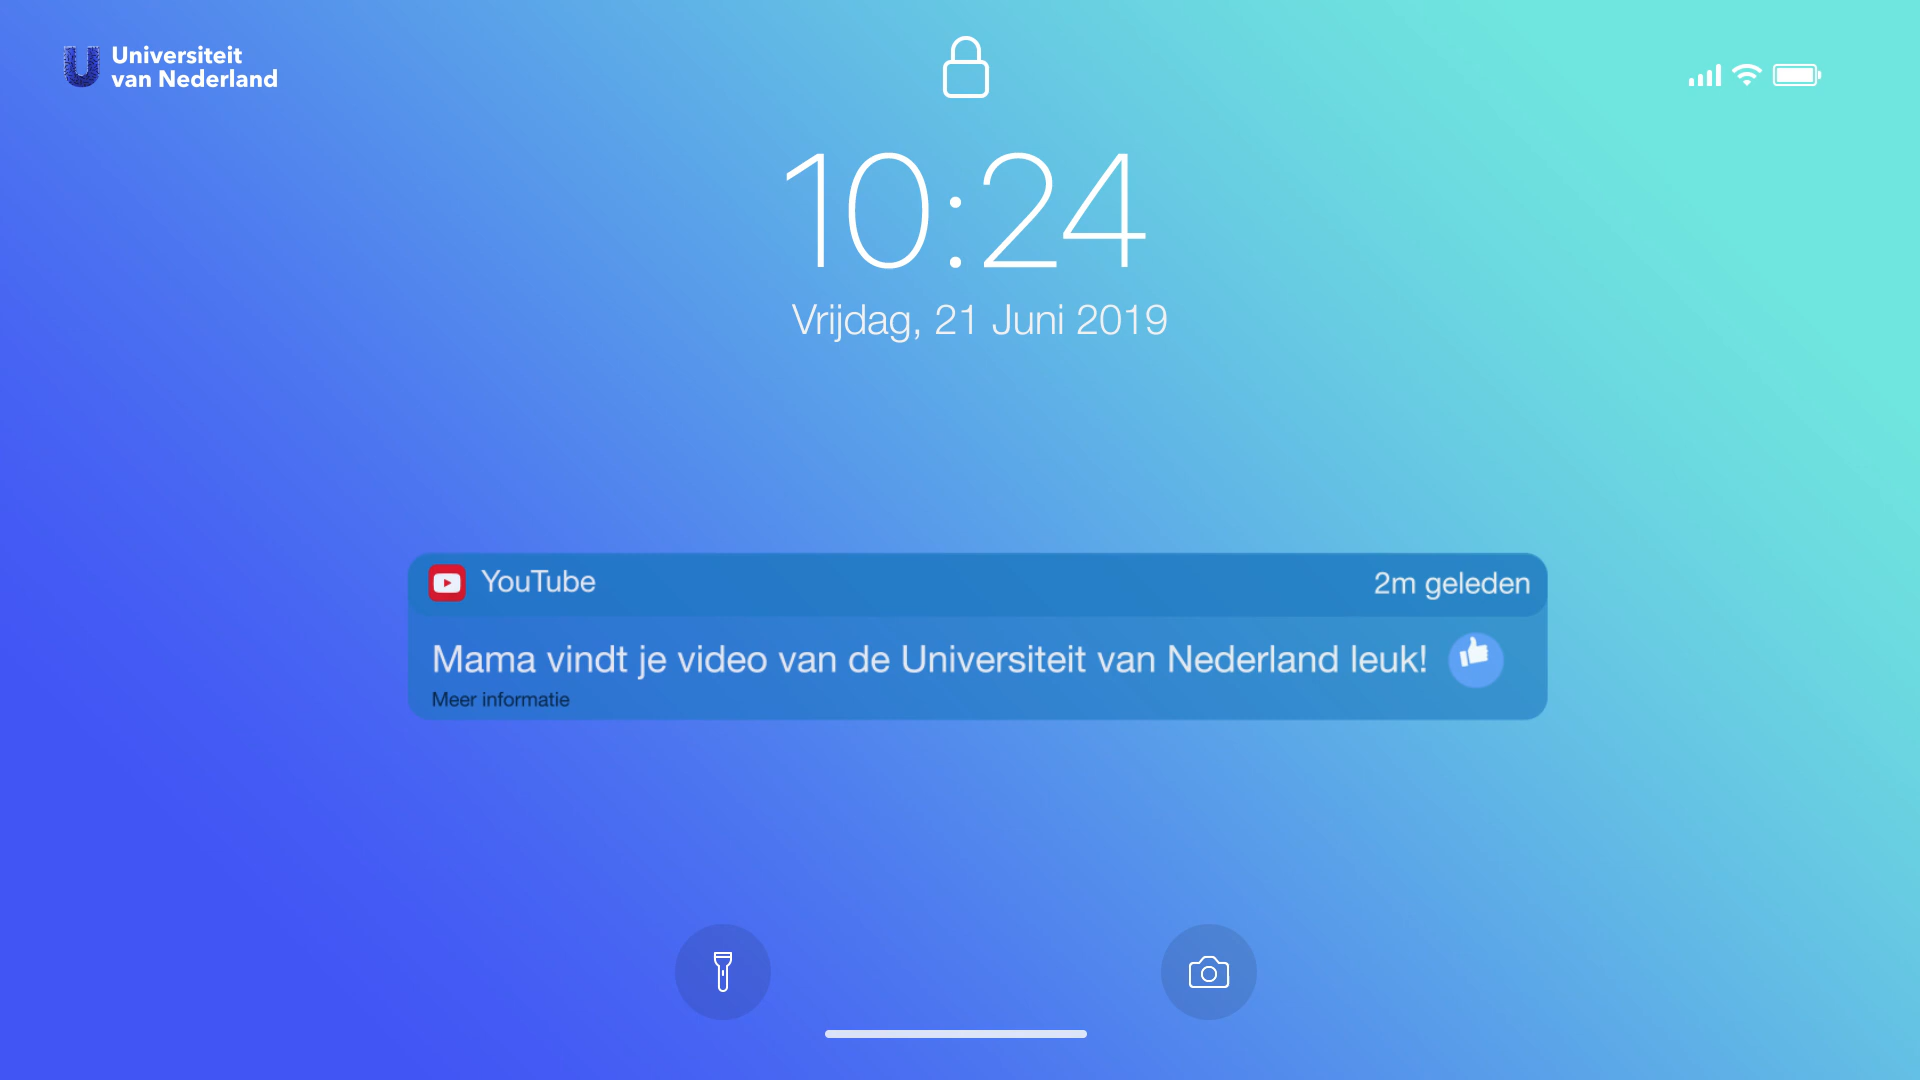 Universiteit
van Nederland
10:24
Vrijdag, 21 Juni 2019
YouTube
2m geleden
Mama vindt je video van de Universiteit van Nederland leuk!
Meer informatie